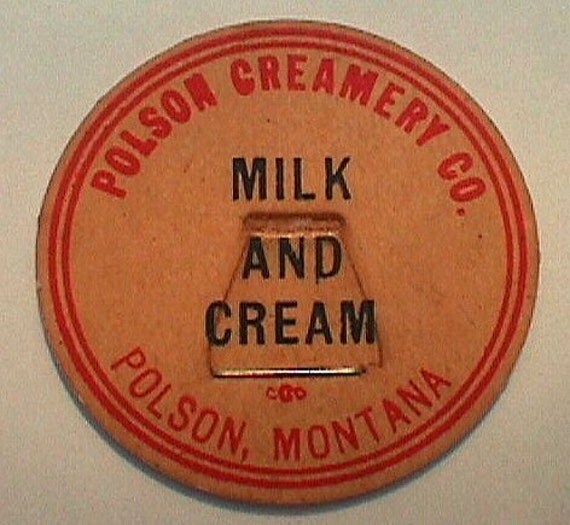 POLSON CREAMERY CO.
MILK
AND
CREAM
POLSON, MONTANA